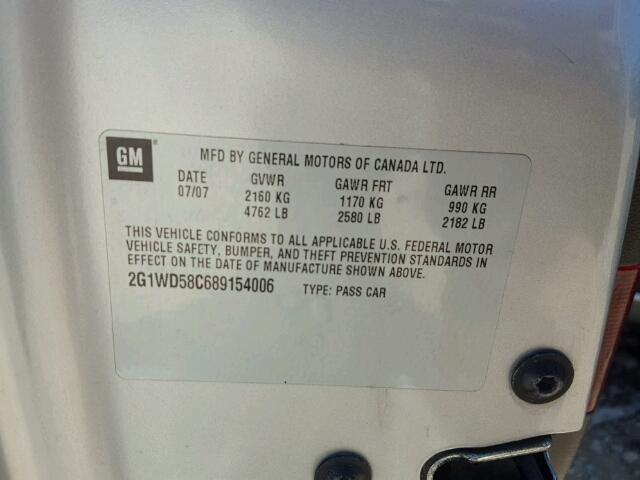 GM
MFD BY GENERAL MOTORS OF CANADA LTD.
DATE GVWR GAWR FRT GAWR RR
07/07 2160 KG 1170 KG 990 KG
4762 LB 2580 LB 2182 LB
THIS VEHICLE CONFORMS TO ALL APPLICABLE U.S. FEDERAL MOTOR
VEHICLE SAFETY, BUMPER, AND THEFT PREVENTION STANDARDS IN
EFFECT ON THE DATE OF MANUFACTURE SHOWN ABOVE.
2G1WD58C689154006 TYPE: PASS CAR